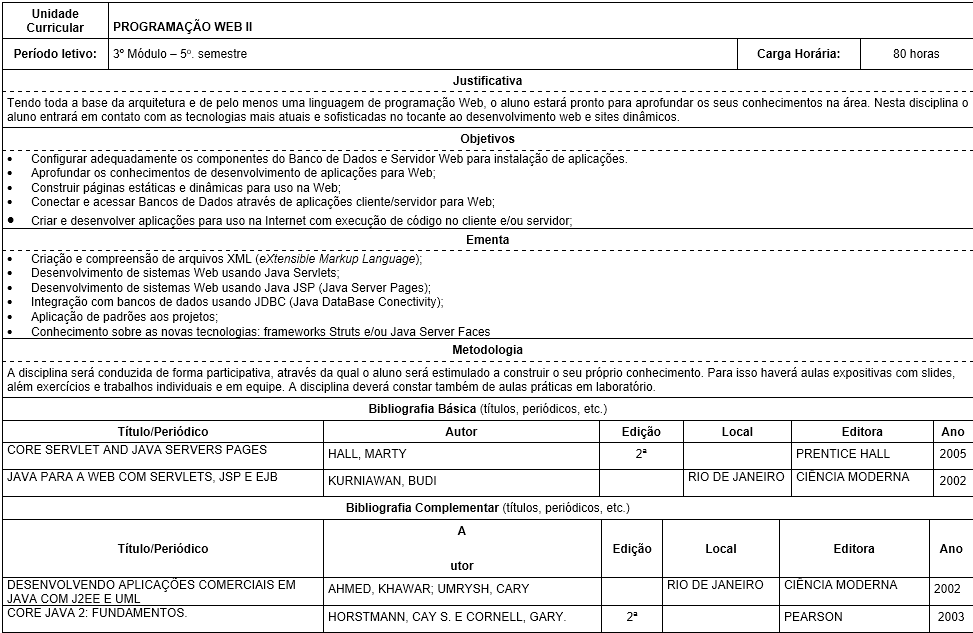 Unidade
Curricular
PROGRAMAÇÃO WEB II
Período letivo:
3º Módulo – 5º. semestre
Carga Horária:
80 horas
Justificativa
Tendo toda a base da arquitetura e de pelo menos uma linguagem de programação Web, o aluno estará pronto para aprofundar os seus conhecimentos na área. Nesta disciplina o
aluno entrará em contato com as tecnologias mais atuais e sofisticadas no tocante ao desenvolvimento web e sites dinâmicos.
Objetivos
• Configurar adequadamente os componentes do Banco de Dados e Servidor Web para instalação de aplicações.
• Aprofundar os conhecimentos de desenvolvimento de aplicações para Web;
• Construir páginas estáticas e dinâmicas para uso na Web;
• Conectar e acessar Bancos de Dados através de aplicações cliente/servidor para Web;
• Criar e desenvolver aplicações para uso na Internet com execução de código no cliente e/ou servidor;
Ementa
• Criação e compreensão de arquivos XML (eXtensible Markup Language);
• Desenvolvimento de sistemas Web usando Java Servlets;
• Desenvolvimento de sistemas Web usando Java JSP (Java Server Pages);
• Integração com bancos de dados usando JDBC (Java DataBase Conectivity);
• Aplicação de padrões aos projetos;
• Conhecimento sobre as novas tecnologias: frameworks Struts e/ou Java Server Faces
Metodologia
A disciplina será conduzida de forma participativa, através da qual o aluno será estimulado a construir o seu próprio conhecimento. Para isso haverá aulas expositivas com slides,
além exercícios e trabalhos individuais e em equipe. A disciplina deverá constar também de aulas práticas em laboratório.
Bibliografia Básica (títulos, periódicos, etc.)
Título/Periódico Autor Edição Local Editora Ano
CORE SERVLET AND JAVA SERVERS PAGES HALL, MARTY 2ª PRENTICE HALL 2005
JAVA PARA A WEB COM SERVLETS, JSP E EJB KURNIAWAN, BUDI RIO DE JANEIRO CIÊNCIA MODERNA 2002
Bibliografia Complementar (títulos, periódicos, etc.)
Título/Periódico
A
utor
Edição Local Editora Ano
DESENVOLVENDO APLICAÇÕES COMERCIAIS EM
JAVA COM J2EE E UML
AHMED, KHAWAR; UMRYSH, CARY RIO DE JANEIRO CIÊNCIA MODERNA 2002
CORE JAVA 2: FUNDAMENTOS. HORSTMANN, CAY S. E CORNELL, GARY. 2ª PEARSON 2003